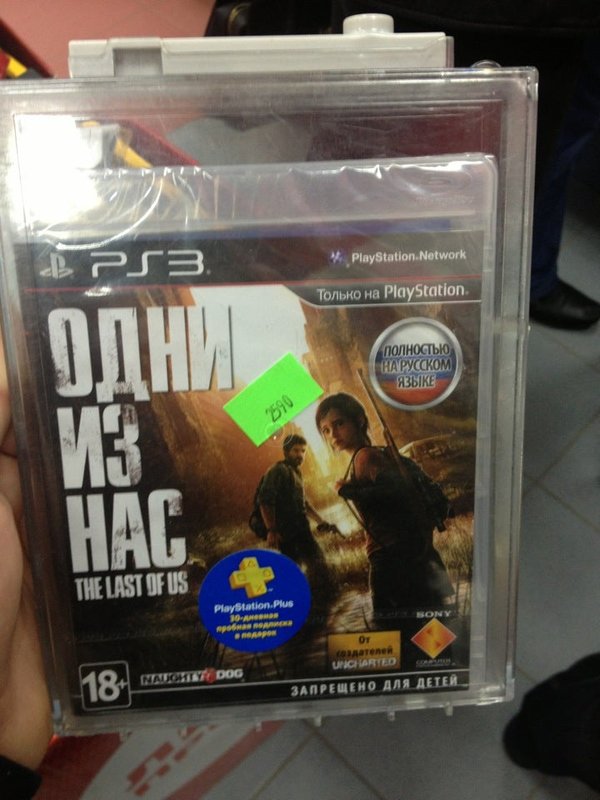 PS3
PlayStation Network
Только на PlayStation
ОДНИ
ИЗ
НАС
THE LAST OF US
ПОЛНОСТЬЮ
НА РУССКОМ
ЯЗЫКЕ
2590
PlayStation Plus
30-дневная
пробная подписка
в подарок
От
создателей
UNCHARTED
SONY
COMPUTER
18+
NAUGHTY DOG
ЗАПРЕЩЕНО ДЛЯ ДЕТЕЙ